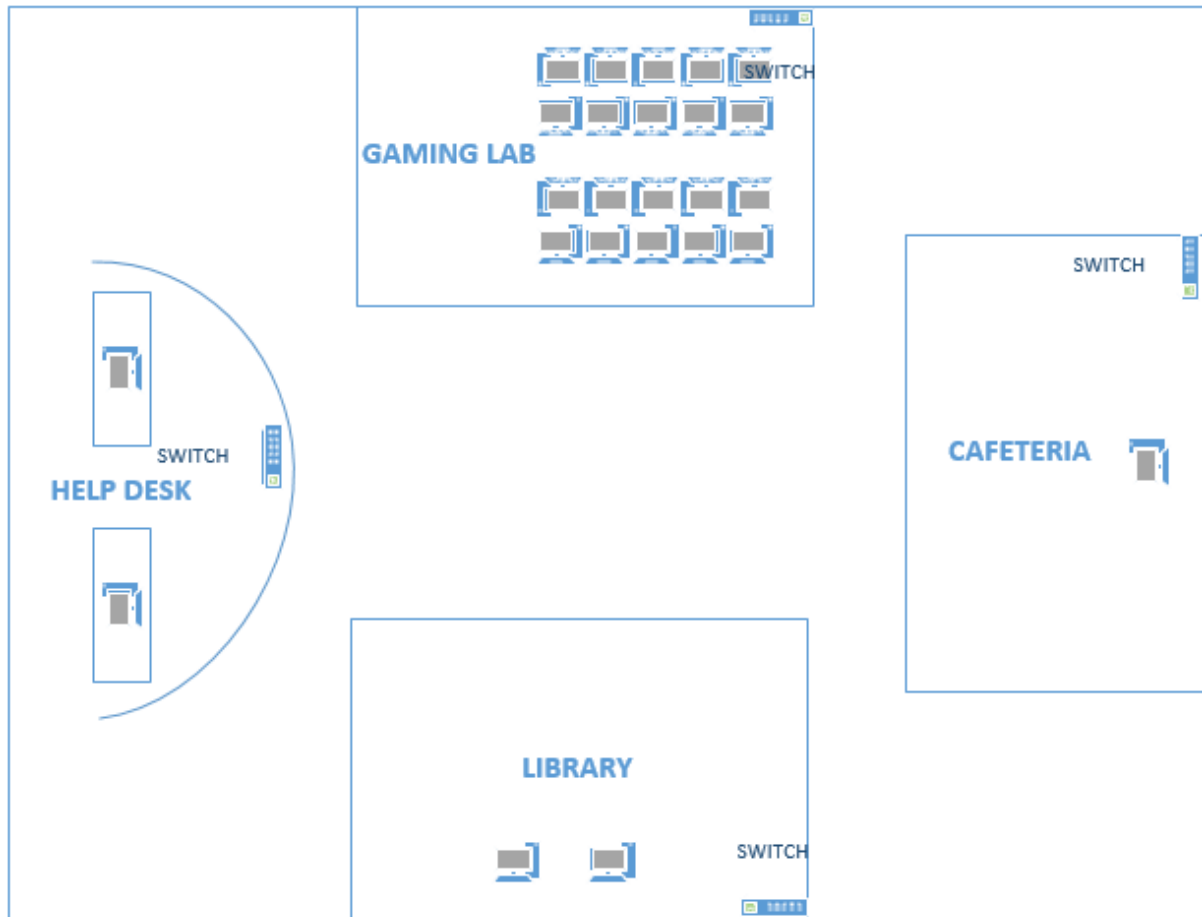 SWITCH
GAMING LAB
SWITCH
CAFETERIA
SWITCH
HELP DESK
LIBRARY
SWITCH